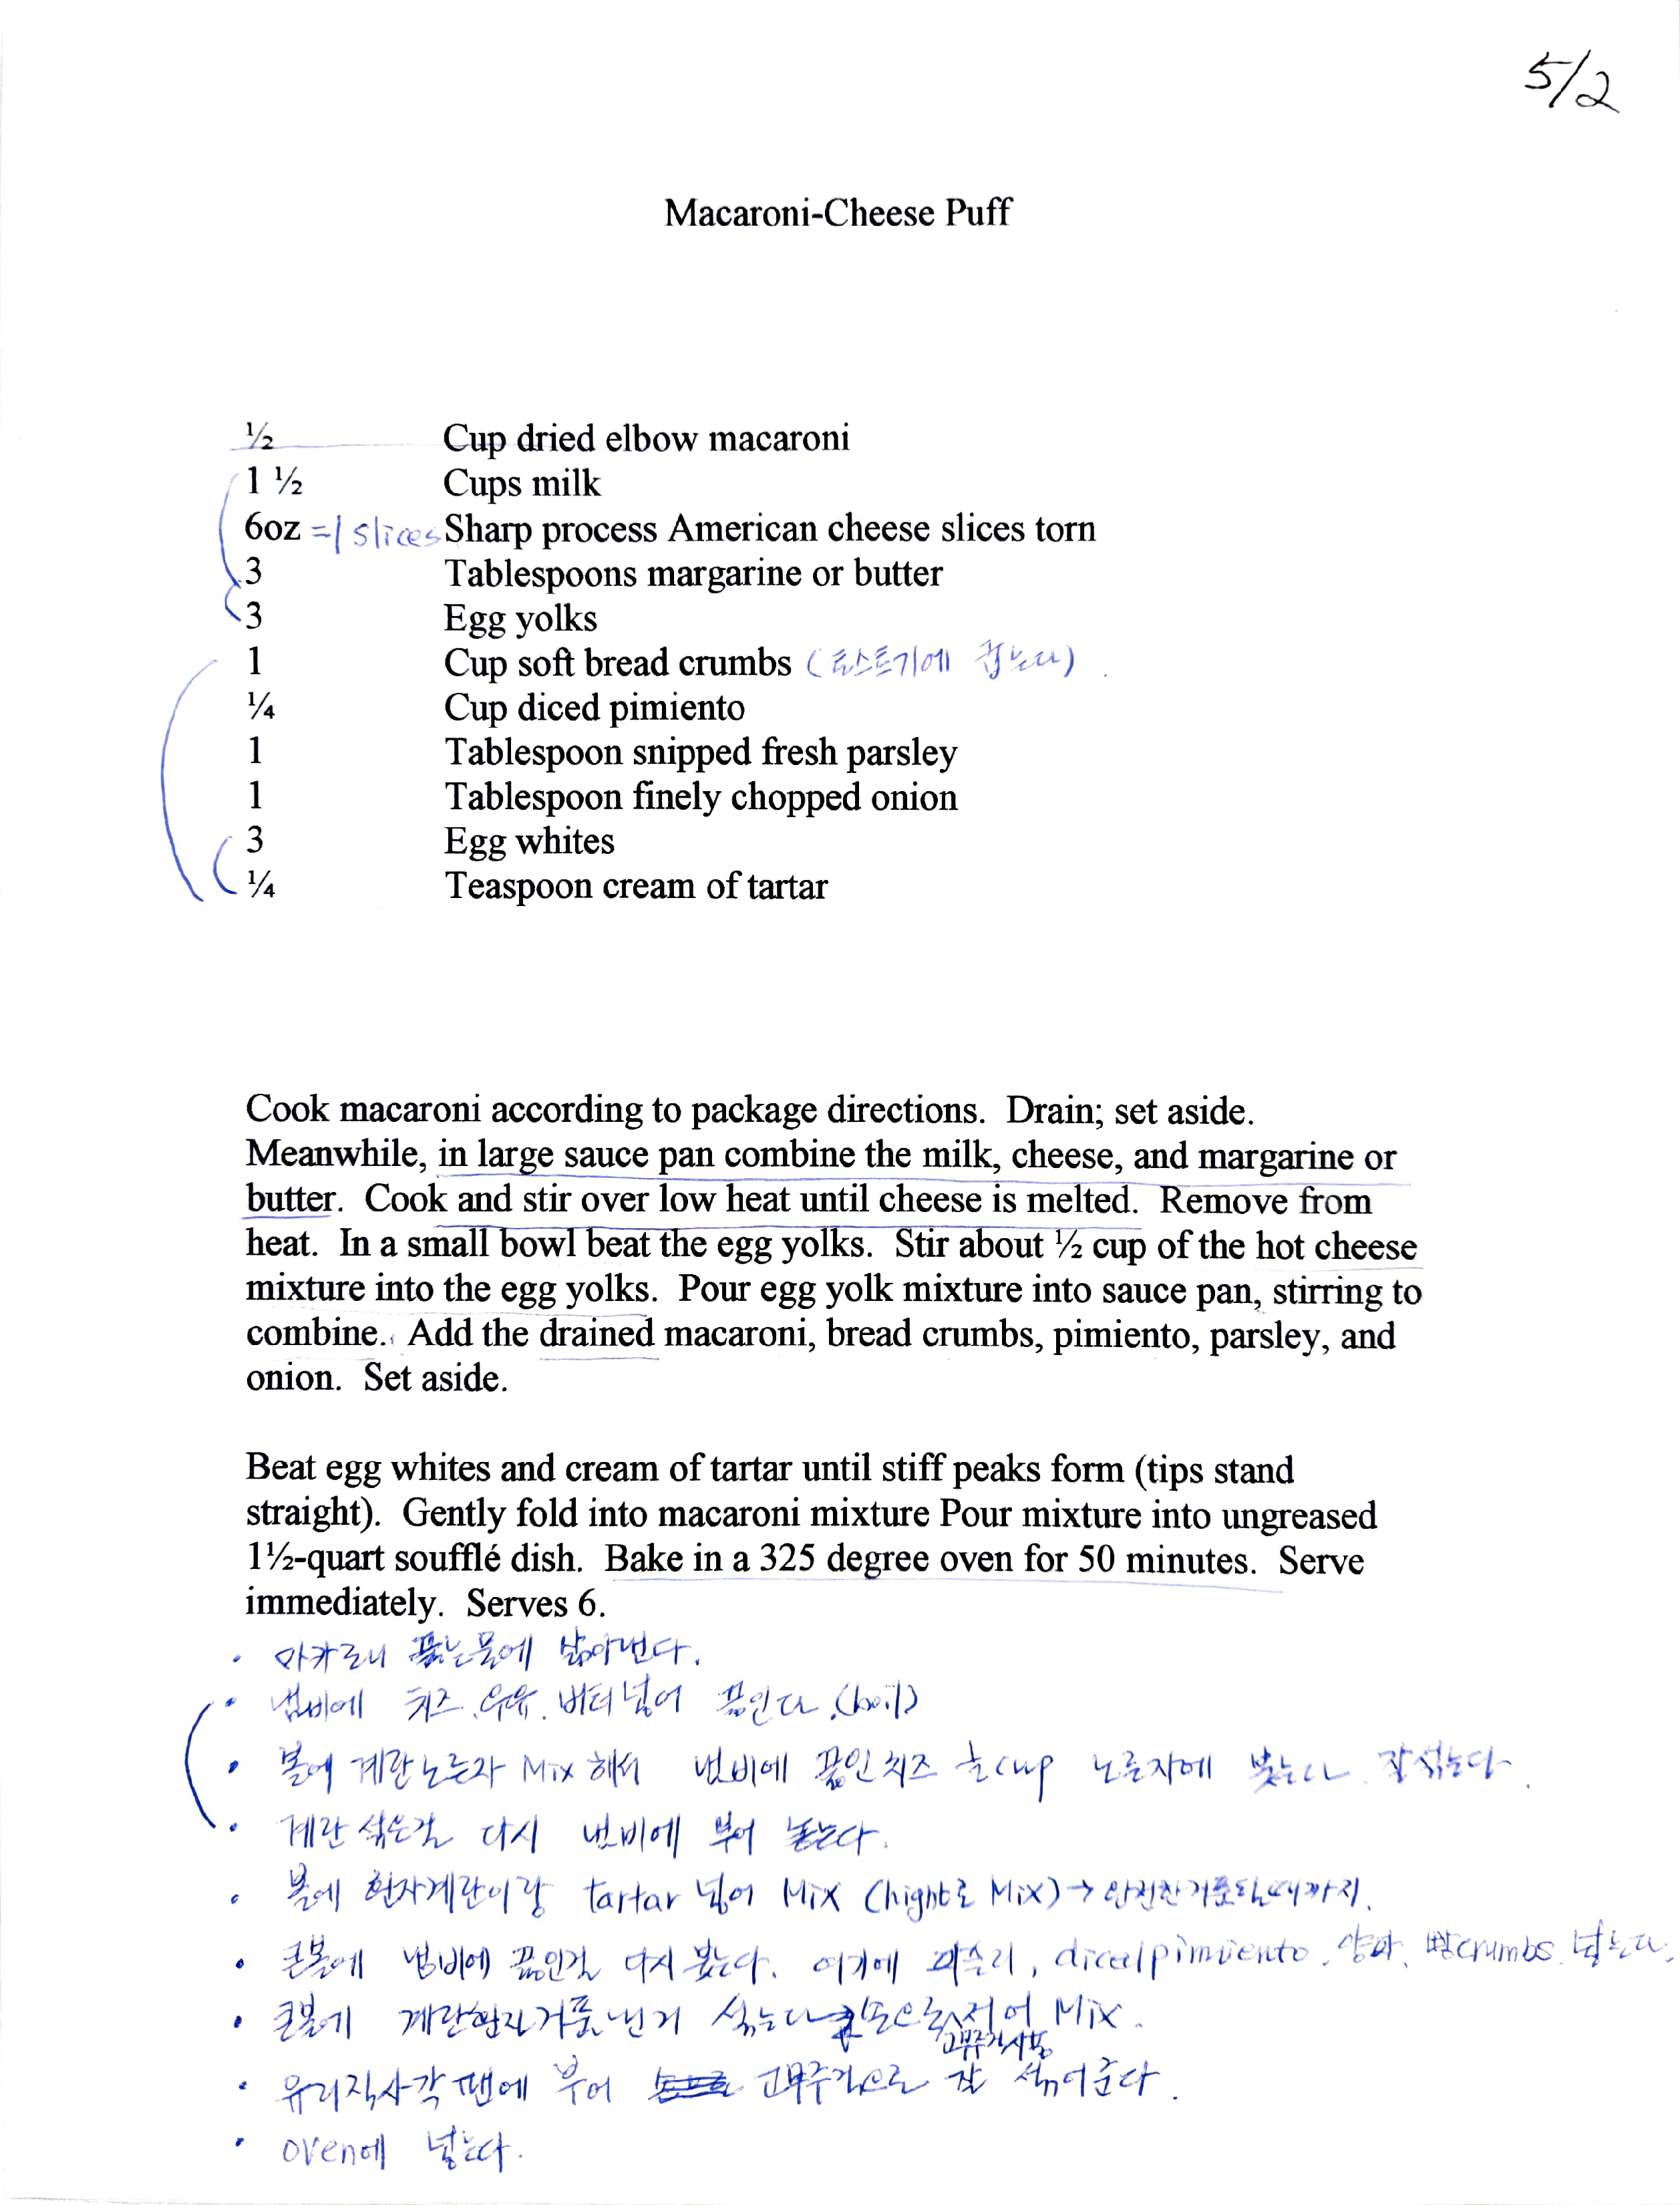 5/2
Macaroni-Cheese Puff
½ Cup dried elbow macaroni
1 ½ Cups milk
6oz =1 slices Sharp process American cheese slices torn
3 Tablespoons margarine or butter
3 Egg yolks
1 Cup soft bread crumbs (토스트기에 굽는다)
¼ Cup diced pimiento
1 Tablespoon snipped fresh parsley
1 Tablespoon finely chopped onion
3 Egg whites
¼ Teaspoon cream of tartar
Cook macaroni according to package directions. Drain; set aside.
Meanwhile, in large sauce pan combine the milk, cheese, and margarine or
butter. Cook and stir over low heat until cheese is melted. Remove from
heat. In a small bowl beat the egg yolks. Stir about ½ cup of the hot cheese
mixture into the egg yolks. Pour egg yolk mixture into sauce pan, stirring to
combine. Add the drained macaroni, bread crumbs, pimiento, parsley, and
onion. Set aside.
Beat egg whites and cream of tartar until stiff peaks form (tips stand
straight). Gently fold into macaroni mixture Pour mixture into ungreased
1½-quart soufflé dish. Bake in a 325 degree oven for 50 minutes. Serve
immediately. Serves 6.
• 마카로니 끓는물에 삶아낸다.
• 냄비에 치즈. 우유. 버터 넣어 끓인다. (boil)
• 볼에 계란노른자 Mix 해서 냄비에 끓인 치즈 ½ cup 노른자에 붓는다 잘섞는다.
• 계란 섞은걸 다시 냄비에 부어 놓는다.
• 볼에 흰자계란이랑 tartar 넣어 Mix (hight로 Mix) → 완전한거품될때까지.
• 큰볼에 냄비에 끓인걸 다시 붓는다. 여기에 파슬리, diced pimiento, 양파, 빵crumbs 넣는다.
• 큰볼에 계란흰자거품낸거 섞는다 손으로 저어 Mix.
고무주걱사용
• 유리직사각팬에 부어 고무주걱으로 잘 섞어준다.
• oven에 넣는다.